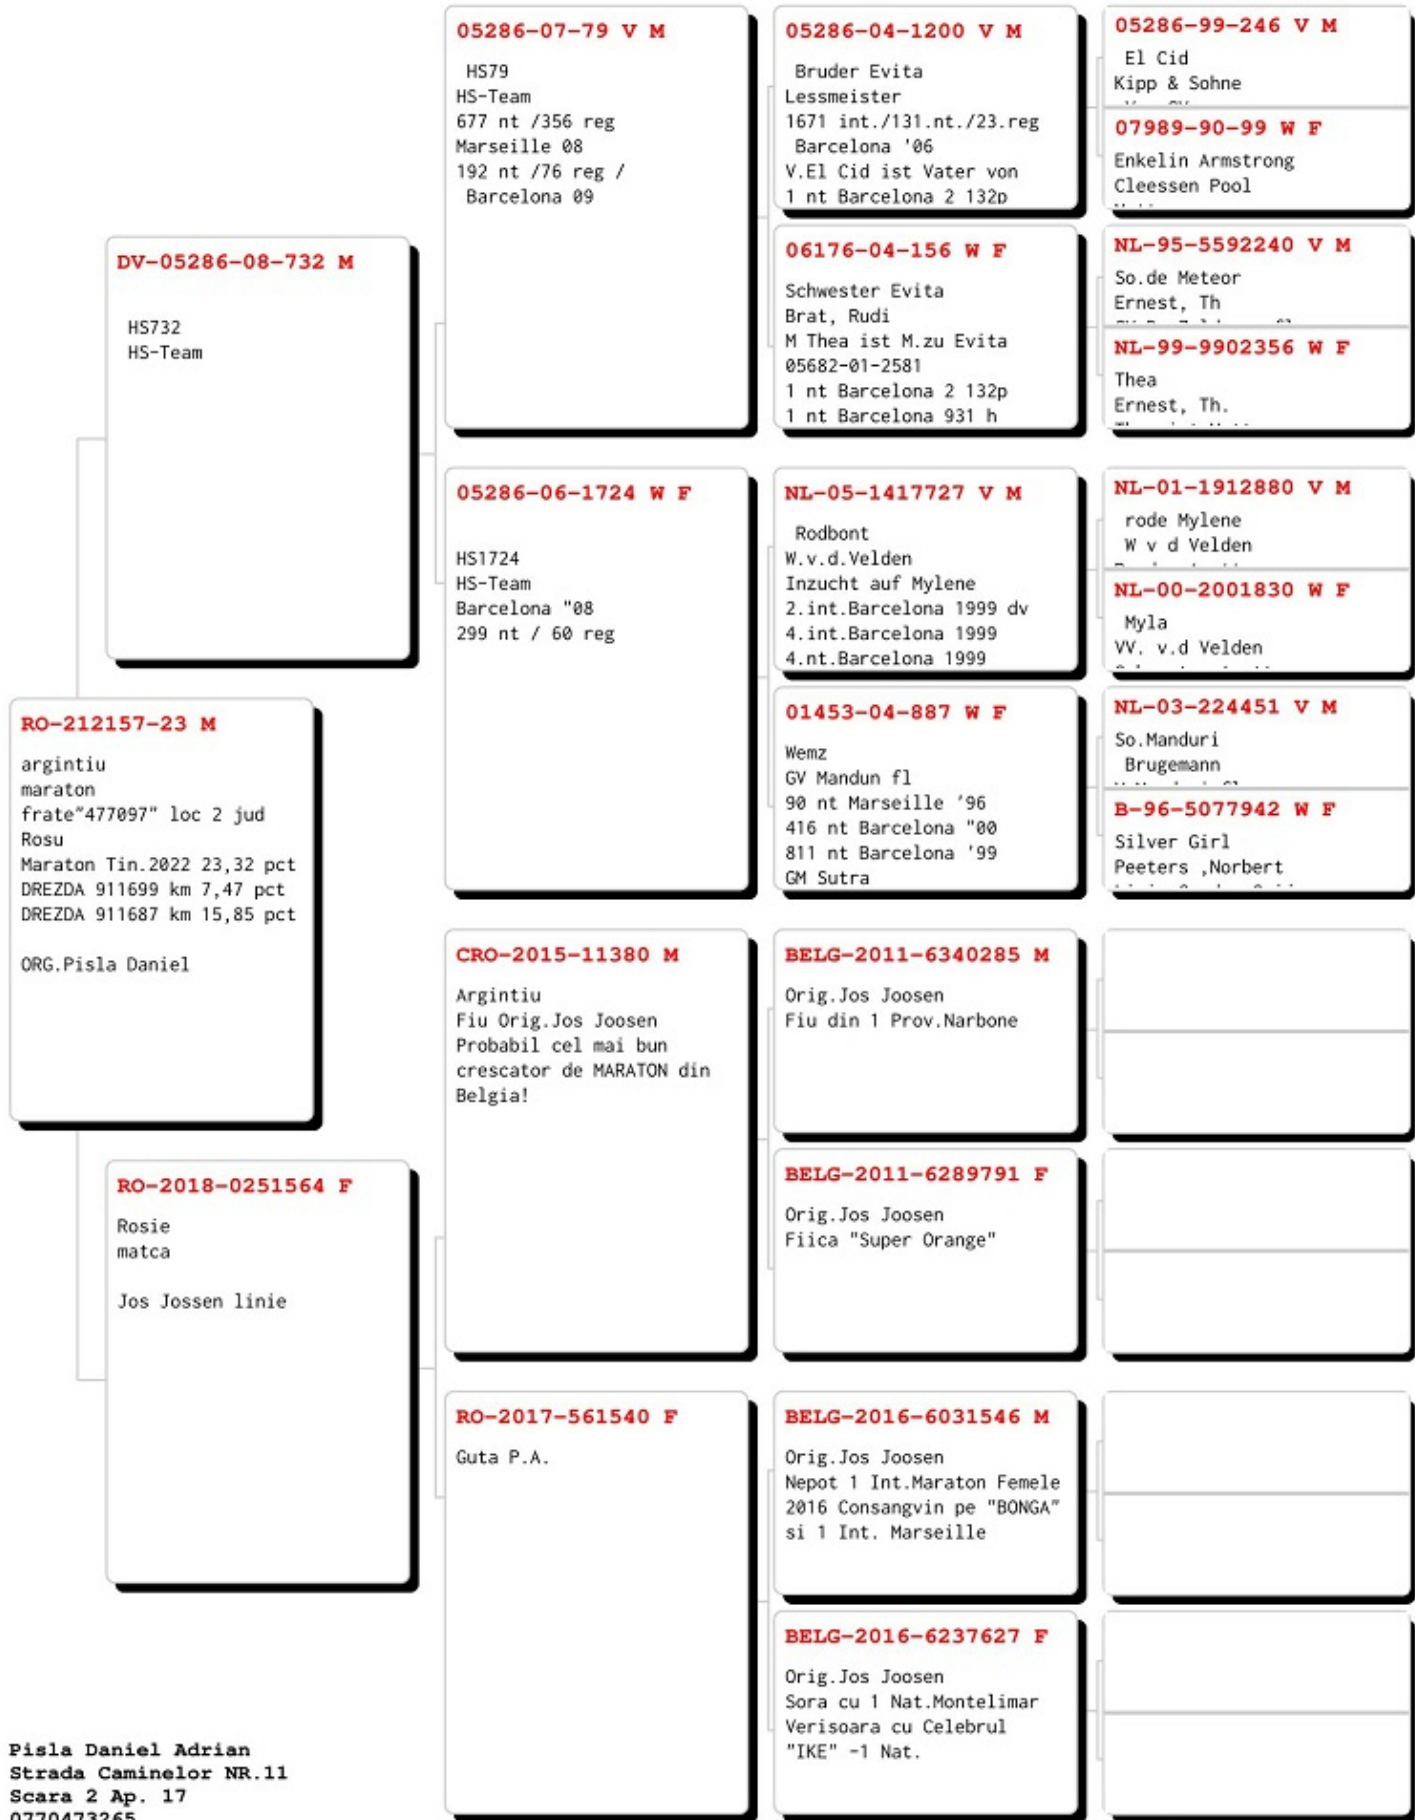 05286-07-79 V M
HS79
HS-Team
677 nt /356 reg
Marseille 08
192 nt /76 reg /
Barcelona 09
05286-04-1200 V M
Bruder Evita
Lessmeister
1671 int./131.nt./23.reg
Barcelona '06
V.El Cid ist Vater von
1 nt Barcelona 2 132p
05286-99-246 V M
El Cid
Kipp & Sohne
07989-90-99 W F
Enkelin Armstrong
Cleessen Pool
06176-04-156 W F
Schwester Evita
Brat, Rudi
M Thea ist M.zu Evita
05682-01-2581
1 nt Barcelona 2 132p
1 nt Barcelona 931 h
NL-95-5592240 V M
So.de Meteor
Ernest, Th
NL-99-9902356 W F
Thea
Ernest, Th.
DV-05286-08-732 M
HS732
HS-Team
05286-06-1724 W F
HS1724
HS-Team
Barcelona "08
299 nt / 60 reg
NL-05-1417727 V M
Rodbont
W.v.d.Velden
Inzucht auf Mylene
2.int.Barcelona 1999 dv
4.int.Barcelona 1999
4.nt.Barcelona 1999
NL-01-1912880 V M
rode Mylene
W v d Velden
NL-00-2001830 W F
Myla
VV. v.d Velden
01453-04-887 W F
Wemz
GV Mandun fl
90 nt Marseille '96
416 nt Barcelona "00
811 nt Barcelona '99
GM Sutra
NL-03-224451 V M
So.Manduri
Brugemann
B-96-5077942 W F
Silver Girl
Peeters ,Norbert
RO-212157-23 M
argintiu
maraton
frate"477097" loc 2 jud
Rosu
Maraton Tin.2022 23,32 pct
DREZDA 911699 km 7,47 pct
DREZDA 911687 km 15,85 pct
ORG.Pisla Daniel
CRO-2015-11380 M
Argintiu
Fiu Orig.Jos Joosen
Probabil cel mai bun
crescator de MARATON din
Belgia!
BELG-2011-6340285 M
Orig.Jos Joosen
Fiu din 1 Prov.Narbone
BELG-2011-6289791 F
Orig.Jos Joosen
Fiica "Super Orange"
RO-2018-0251564 F
Rosie
matca
Jos Jossen linie
RO-2017-561540 F
Guta P.A.
BELG-2016-6031546 M
Orig.Jos Joosen
Nepot 1 Int.Maraton Femele
2016 Consangvin pe "BONGA"
si 1 Int. Marseille
BELG-2016-6237627 F
Orig.Jos Joosen
Sora cu 1 Nat.Montelimar
Verisoara cu Celebrul
"IKE" -1 Nat.
Pisla Daniel Adrian
Strada Caminelor NR.11
Scara 2 Ap. 17
0770473265